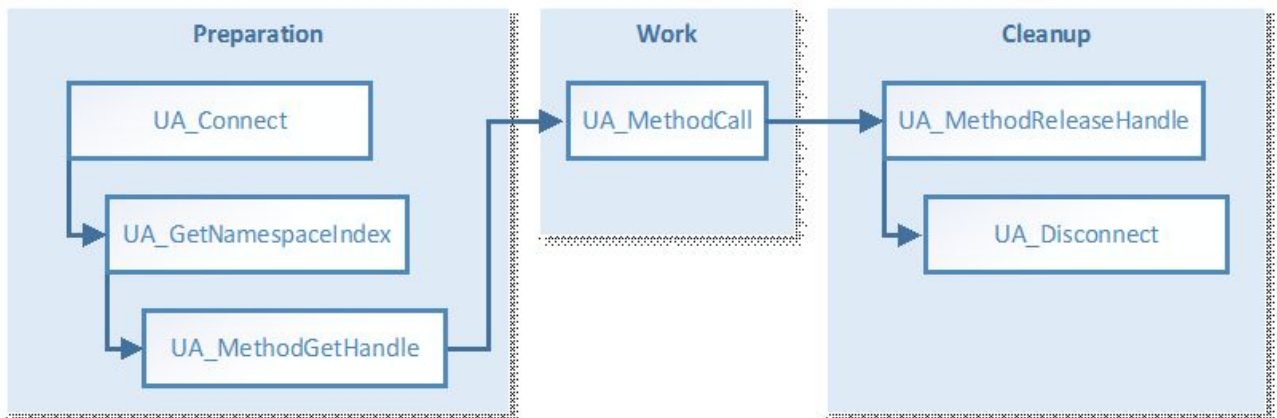 Preparation
UA_Connect
UA_GetNamespaceIndex
UA_MethodGetHandle
Work
UA_MethodCall
Cleanup
UA_MethodReleaseHandle
UA_Disconnect